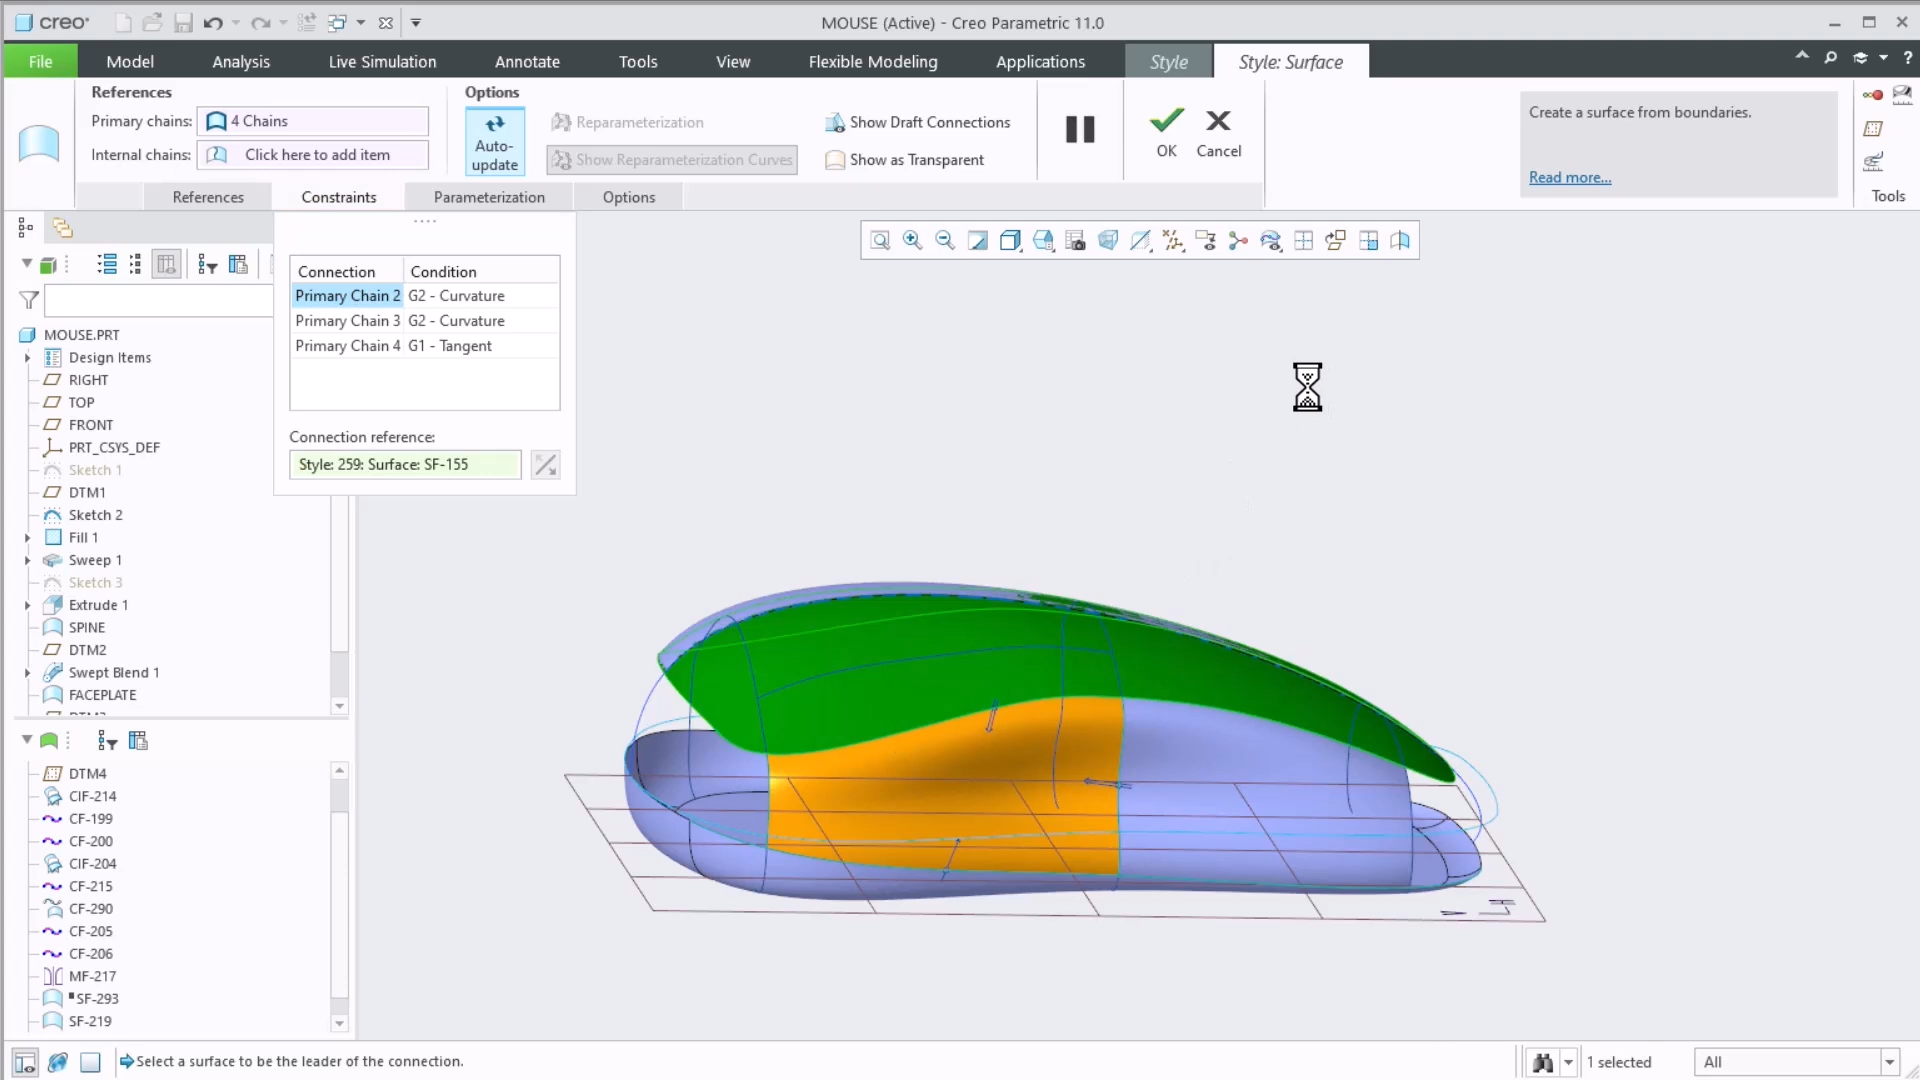 creo
MOUSE (Active) - Creo Parametric 11.0
File
Model
Analysis
Live Simulation
Annotate
Tools
View
Flexible Modeling
Applications
Style
Style: Surface
?
References
Primary chains:
4 Chains
Internal chains:
Click here to add item
Options
Auto-
update
Reparameterization
Show Reparameterization Curves
Show Draft Connections
Show as Transparent
OK
Cancel
Create a surface from boundaries.
Read more...
Tools
References
Constraints
Parameterization
Options
Connection
Condition
Primary Chain 2
G2 - Curvature
Primary Chain 3
G2 - Curvature
Primary Chain 4
G1 - Tangent
Connection reference:
Style: 259: Surface: SF-155
MOUSE.PRT
Design Items
RIGHT
TOP
FRONT
PRT_CSYS_DEF
Sketch 1
DTM1
Sketch 2
Fill 1
Sweep 1
Sketch 3
Extrude 1
SPINE
DTM2
Swept Blend 1
FACEPLATE
DTM4
CIF-214
CF-199
CF-200
CIF-204
CF-215
CF-290
CF-205
CF-206
MF-217
SF-293
SF-219
Select a surface to be the leader of the connection.
1 selected
All